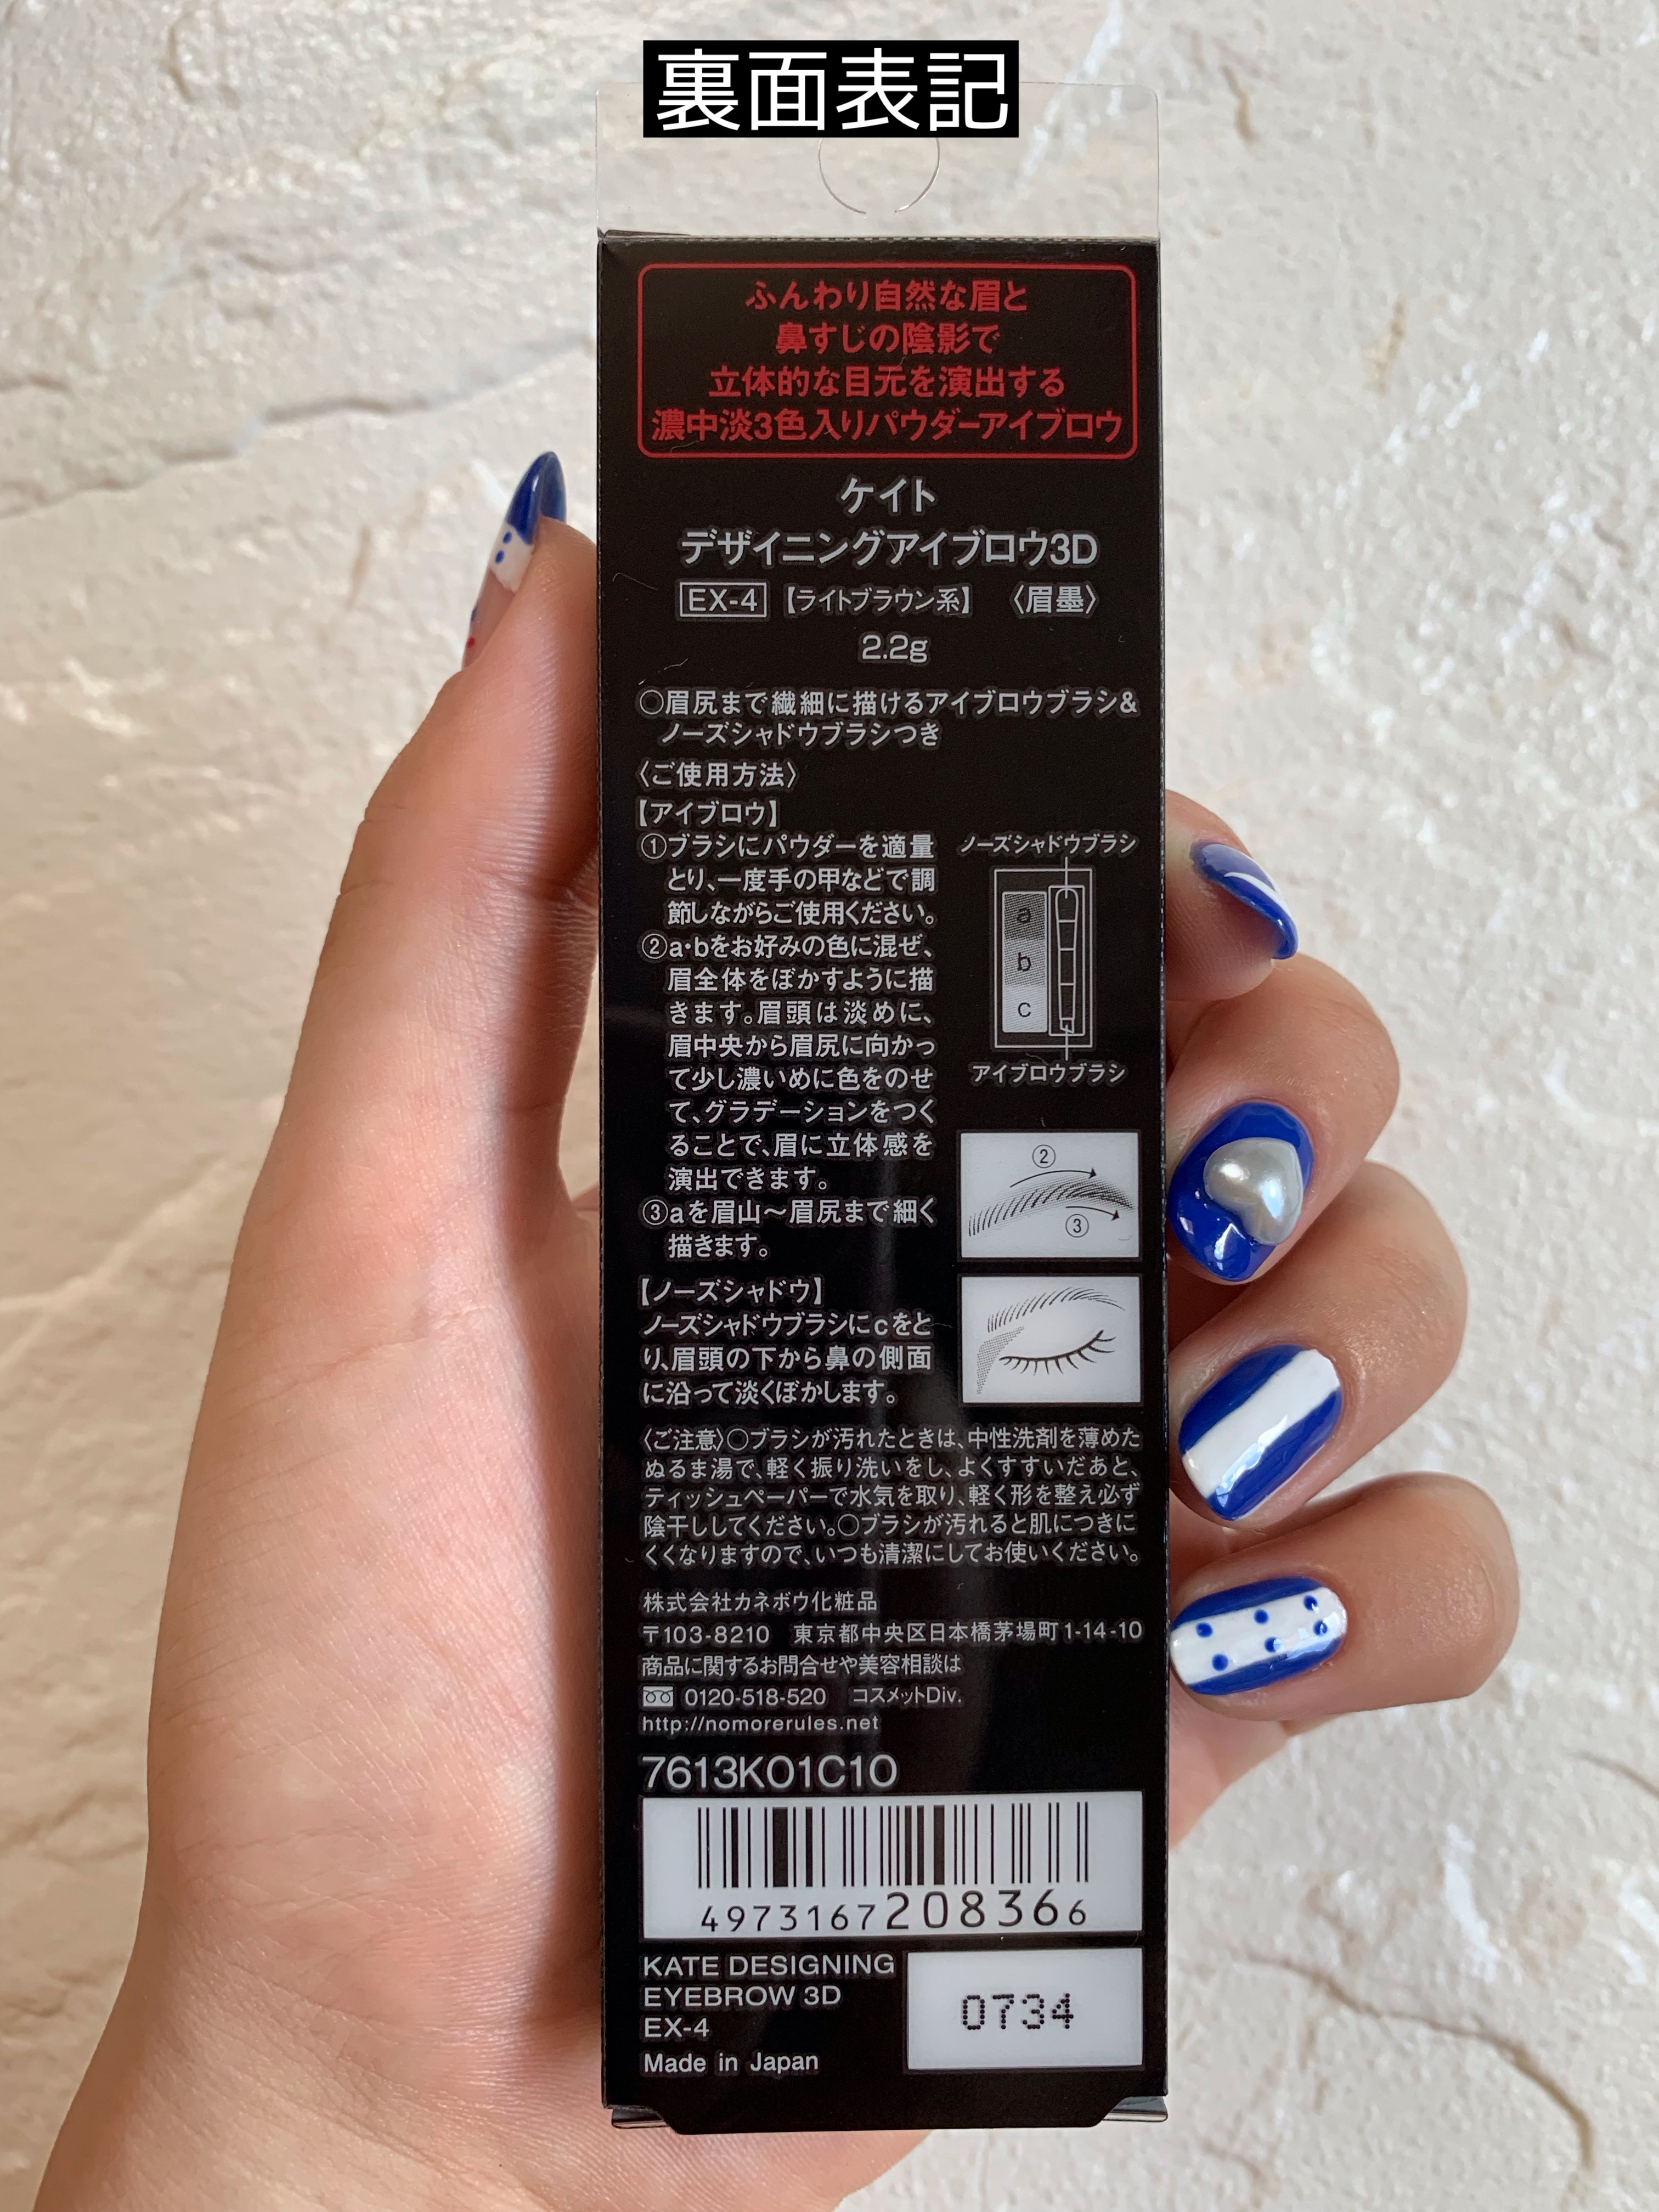 裏面表記
ふんわり自然な眉と
鼻すじの陰影で
立体的な目元を演出する
濃中淡3色入りパウダーアイブロウ
ケイト
デザイニングアイブロウ3D
EX-4 【ライトブラウン系】 〈眉墨〉
2.2g
○眉尻まで繊細に描けるアイブロウブラシ&
ノーズシャドウブラシつき
〈ご使用方法〉
【アイブロウ】
①ブラシにパウダーを適量
とり、一度手の甲などで調
節しながらご使用ください。
②a・bをお好みの色に混ぜ、
眉全体をぼかすように描
きます。眉頭は淡めに、
眉中央から眉尻に向かっ
て少し濃いめに色をのせ
て、グラデーションをつく
ることで、眉に立体感を
演出できます。
③aを眉山〜眉尻まで細く
描きます。
ノーズシャドウブラシ
a
b
c
アイブロウブラシ
②
③
【ノーズシャドウ】
ノーズシャドウブラシにcをと
り、眉頭の下から鼻の側面
に沿って淡くぼかします。
〈ご注意〉○ブラシが汚れたときは、中性洗剤を薄めた
ぬるま湯で、軽く振り洗いをし、よくすすいだあと、
ティッシュペーパーで水気を取り、軽く形を整え必ず
陰干ししてください。○ブラシが汚れると肌につきに
くくなりますので、いつも清潔にしてお使いください。
株式会社カネボウ化粧品
〒103-8210 東京都中央区日本橋茅場町1-14-10
商品に関するお問合せや美容相談は
0120-518-520 コスメットDiv.
http://nomorerules.net
7613K01C10
4973167208366
KATE DESIGNING
EYEBROW 3D
EX-4
Made in Japan
0734